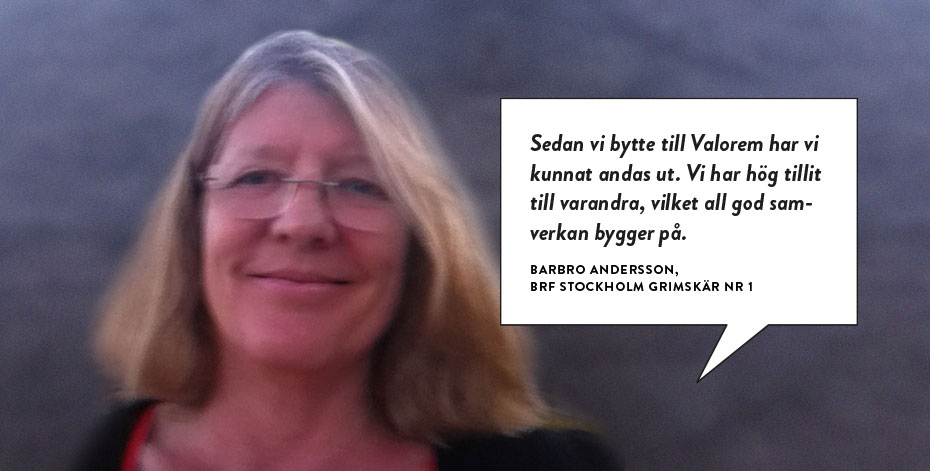 Sedan vi bytte till Valorem har vi
kunnat andas ut. Vi har hög tillit
till varandra, vilket all god sam-
verkan bygger på.
BARBRO ANDERSSON,
BRF STOCKHOLM GRIMSKÄR NR 1